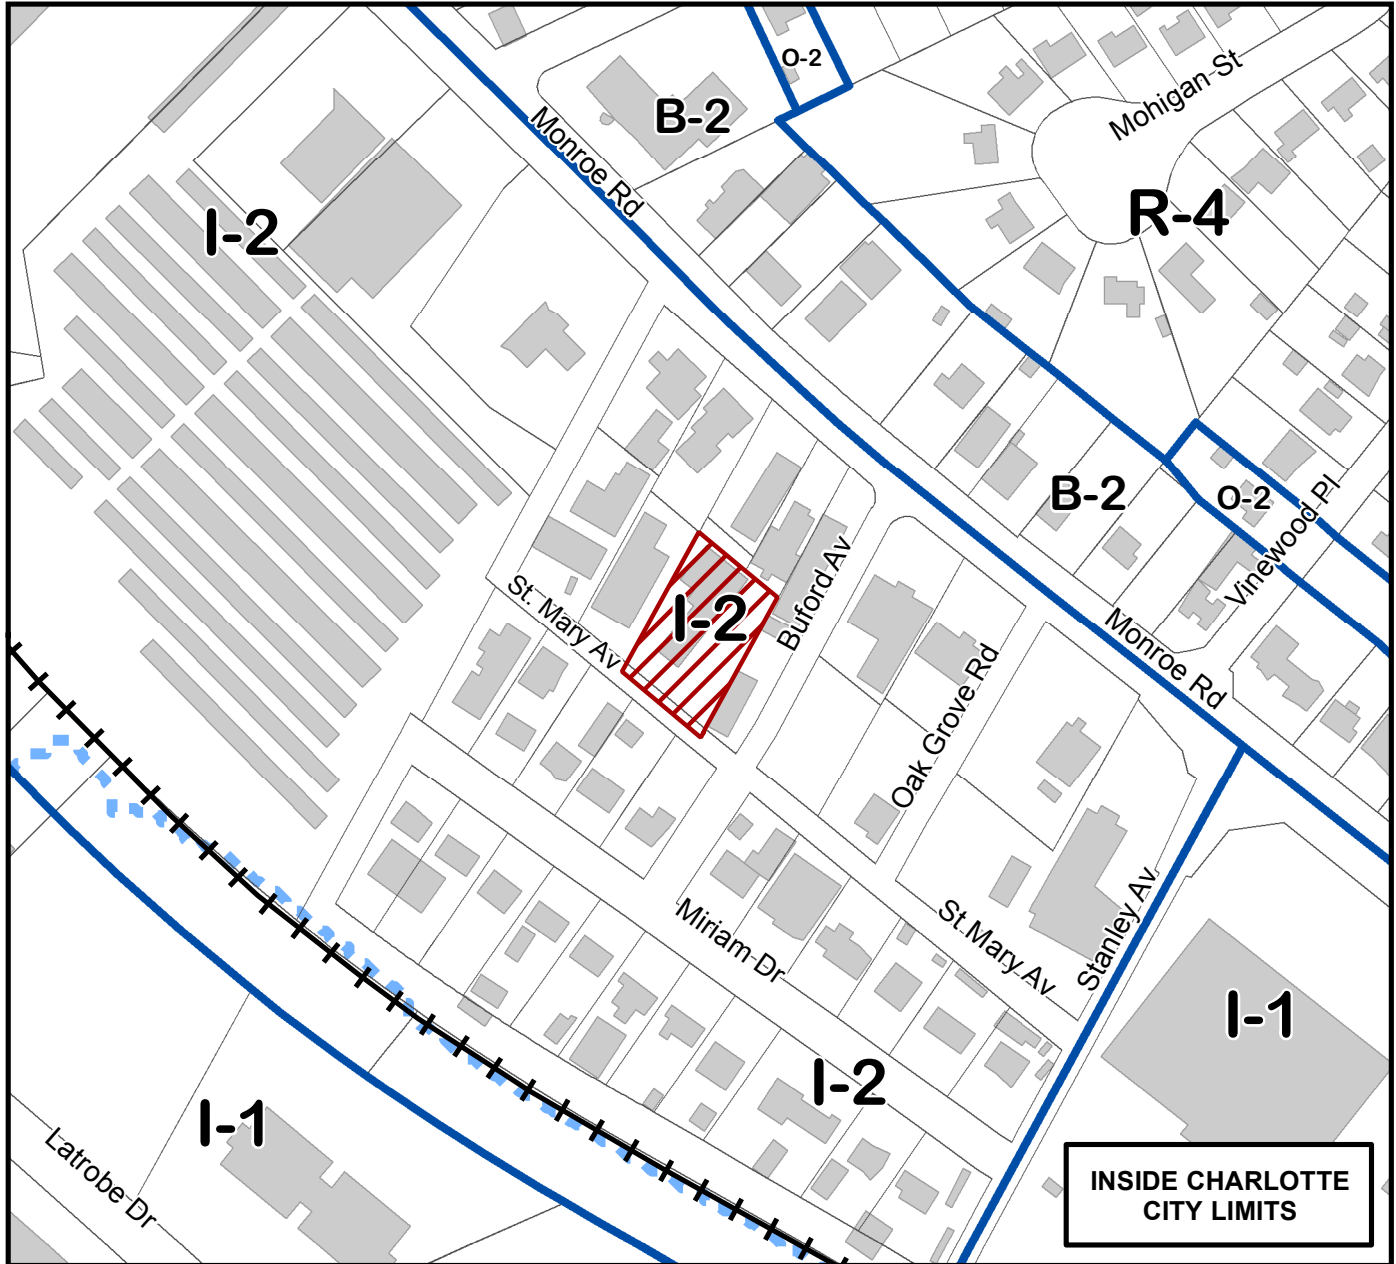 O-2
B-2
Mohigan St
Monroe Rd
R-4
I-2
B-2
O-2
Vinewood Pl
Buford Av
St. Mary Av
I-2
Monroe Rd
Oak Grove Rd
Stanley Av
St Mary Av
Miriam Dr
I-1
I-2
I-1
Latrobe Dr
INSIDE CHARLOTTE
CITY LIMITS